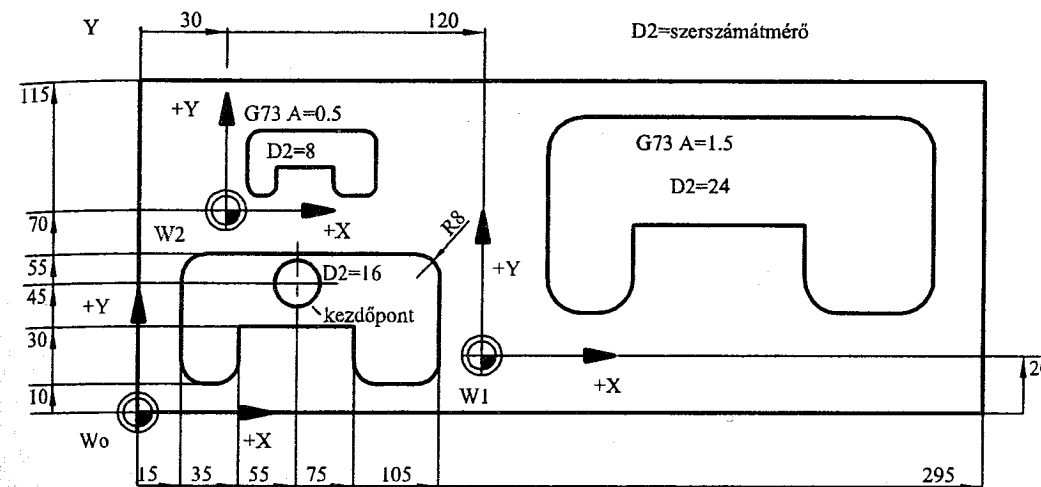 Y
30
120
D2=szerszámátmérő
115
+Y
G73 A=0.5
D2=8
G73 A=1.5
D2=24
70
W2
+X
R8
55
D2=16
+Y
45
+Y
kezdőpont
30
10
W1
+X
Wo
+X
15
35
55
75
105
295